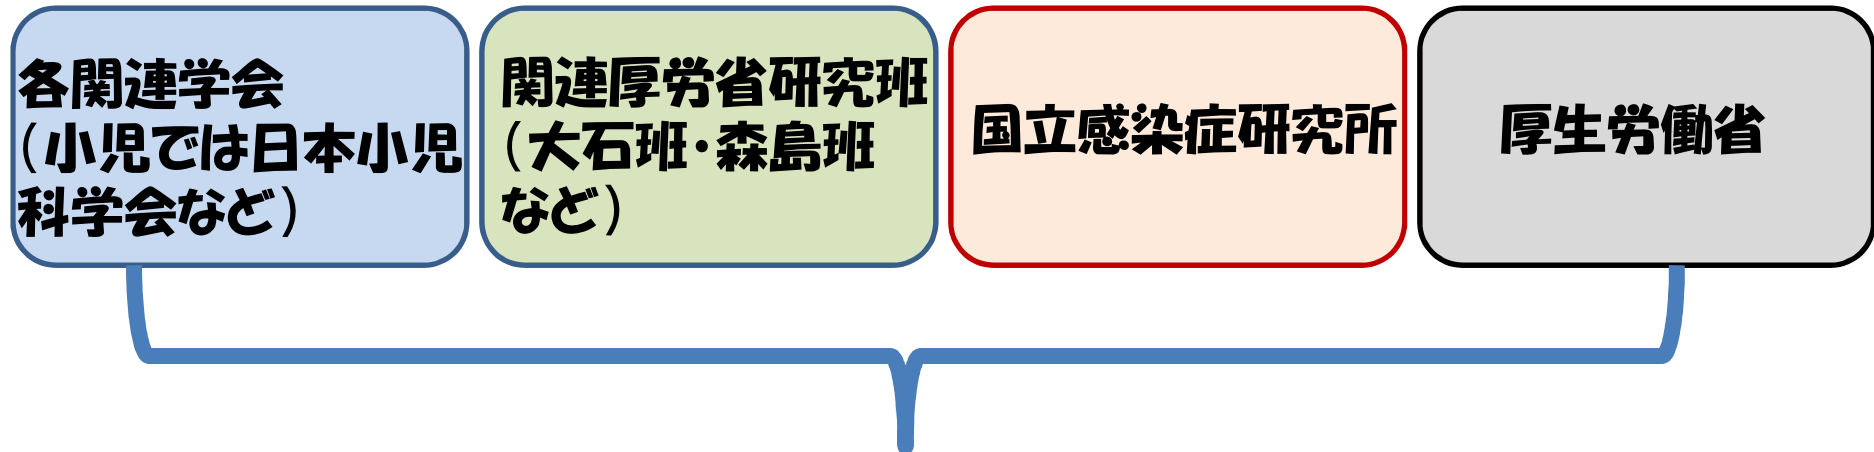 各関連学会
（小児では日本小児
科学会など）
関連厚労省研究班
（大石班・森島班
など）
国立感染症研究所
厚生労働省